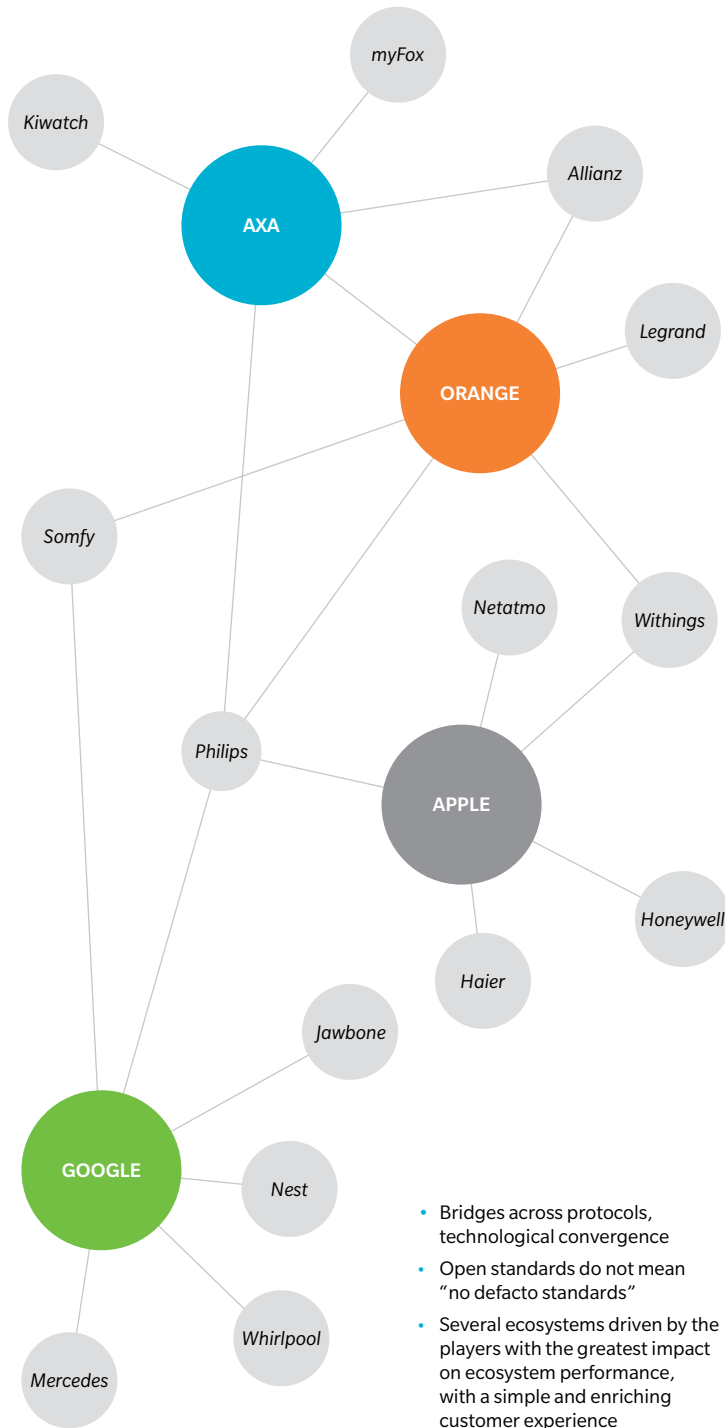 myFox
Kiwatch
Allianz
AXA
Legrand
ORANGE
Somfy
Netatmo
Withings
Philips
APPLE
Honeywell
Haier
Jawbone
GOOGLE
Nest
Whirlpool
Mercedes
• Bridges across protocols,
technological convergence
• Open standards do not mean
“no defacto standards”
• Several ecosystems driven by the
players with the greatest impact
on ecosystem performance,
with a simple and enriching
customer experience